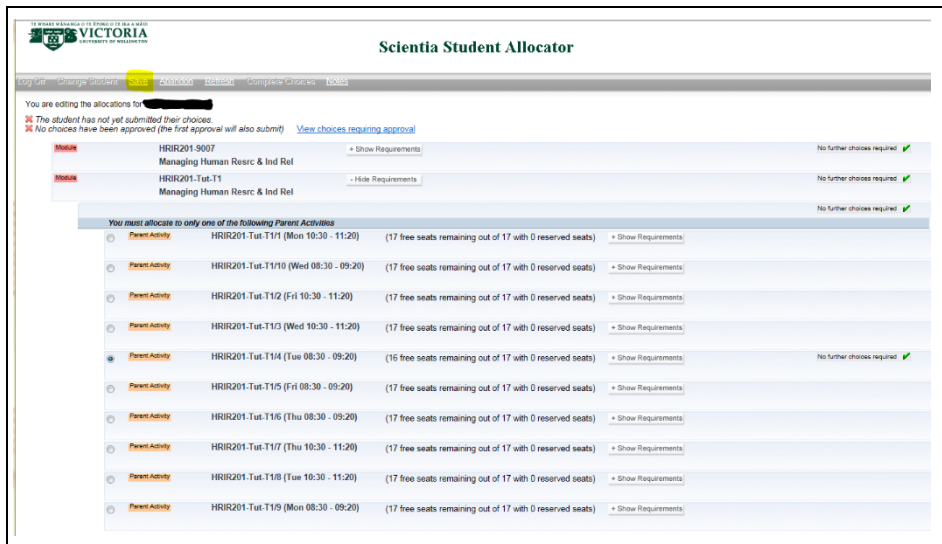 TE WHARE WĀNANGA O TE ŪPOKO O TE IKA A MĀUI
VICTORIA
UNIVERSITY OF WELLINGTON
Scientia Student Allocator
Log Off Change Student Save Abandon Refresh Complete Choices Notes
You are editing the allocations for
The student has not yet submitted their choices.
No choices have been approved (the first approval will also submit) View choices requiring approval
Module HRIR201-9007 + Show Requirements No further choices required
Managing Human Resrc & Ind Rel
Module HRIR201-Tut-T1 - Hide Requirements No further choices required
Managing Human Resrc & Ind Rel
No further choices required
You must allocate to only one of the following Parent Activities
Parent Activity HRIR201-Tut-T1/1 (Mon 10:30 - 11:20) (17 free seats remaining out of 17 with 0 reserved seats) + Show Requirements
Parent Activity HRIR201-Tut-T1/10 (Wed 08:30 - 09:20) (17 free seats remaining out of 17 with 0 reserved seats) + Show Requirements
Parent Activity HRIR201-Tut-T1/2 (Fri 10:30 - 11:20) (17 free seats remaining out of 17 with 0 reserved seats) + Show Requirements
Parent Activity HRIR201-Tut-T1/3 (Wed 10:30 - 11:20) (17 free seats remaining out of 17 with 0 reserved seats) + Show Requirements
Parent Activity HRIR201-Tut-T1/4 (Tue 08:30 - 09:20) (16 free seats remaining out of 17 with 0 reserved seats) + Show Requirements No further choices required
Parent Activity HRIR201-Tut-T1/5 (Fri 08:30 - 09:20) (17 free seats remaining out of 17 with 0 reserved seats) + Show Requirements
Parent Activity HRIR201-Tut-T1/6 (Thu 08:30 - 09:20) (17 free seats remaining out of 17 with 0 reserved seats) + Show Requirements
Parent Activity HRIR201-Tut-T1/7 (Thu 10:30 - 11:20) (17 free seats remaining out of 17 with 0 reserved seats) + Show Requirements
Parent Activity HRIR201-Tut-T1/8 (Tue 10:30 - 11:20) (17 free seats remaining out of 17 with 0 reserved seats) + Show Requirements
Parent Activity HRIR201-Tut-T1/9 (Mon 08:30 - 09:20) (17 free seats remaining out of 17 with 0 reserved seats) + Show Requirements